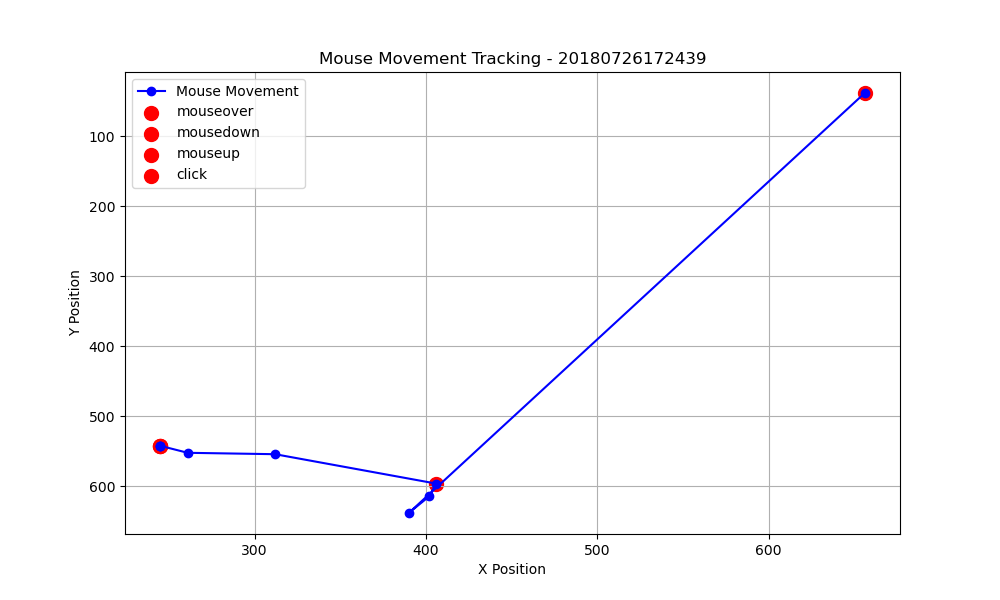 Mouse Movement Tracking - 20180726172439
Mouse Movement
mouseover
mousedown
mouseup
click
100
200
300
400
500
600
Y Position
300
400
500
600
X Position